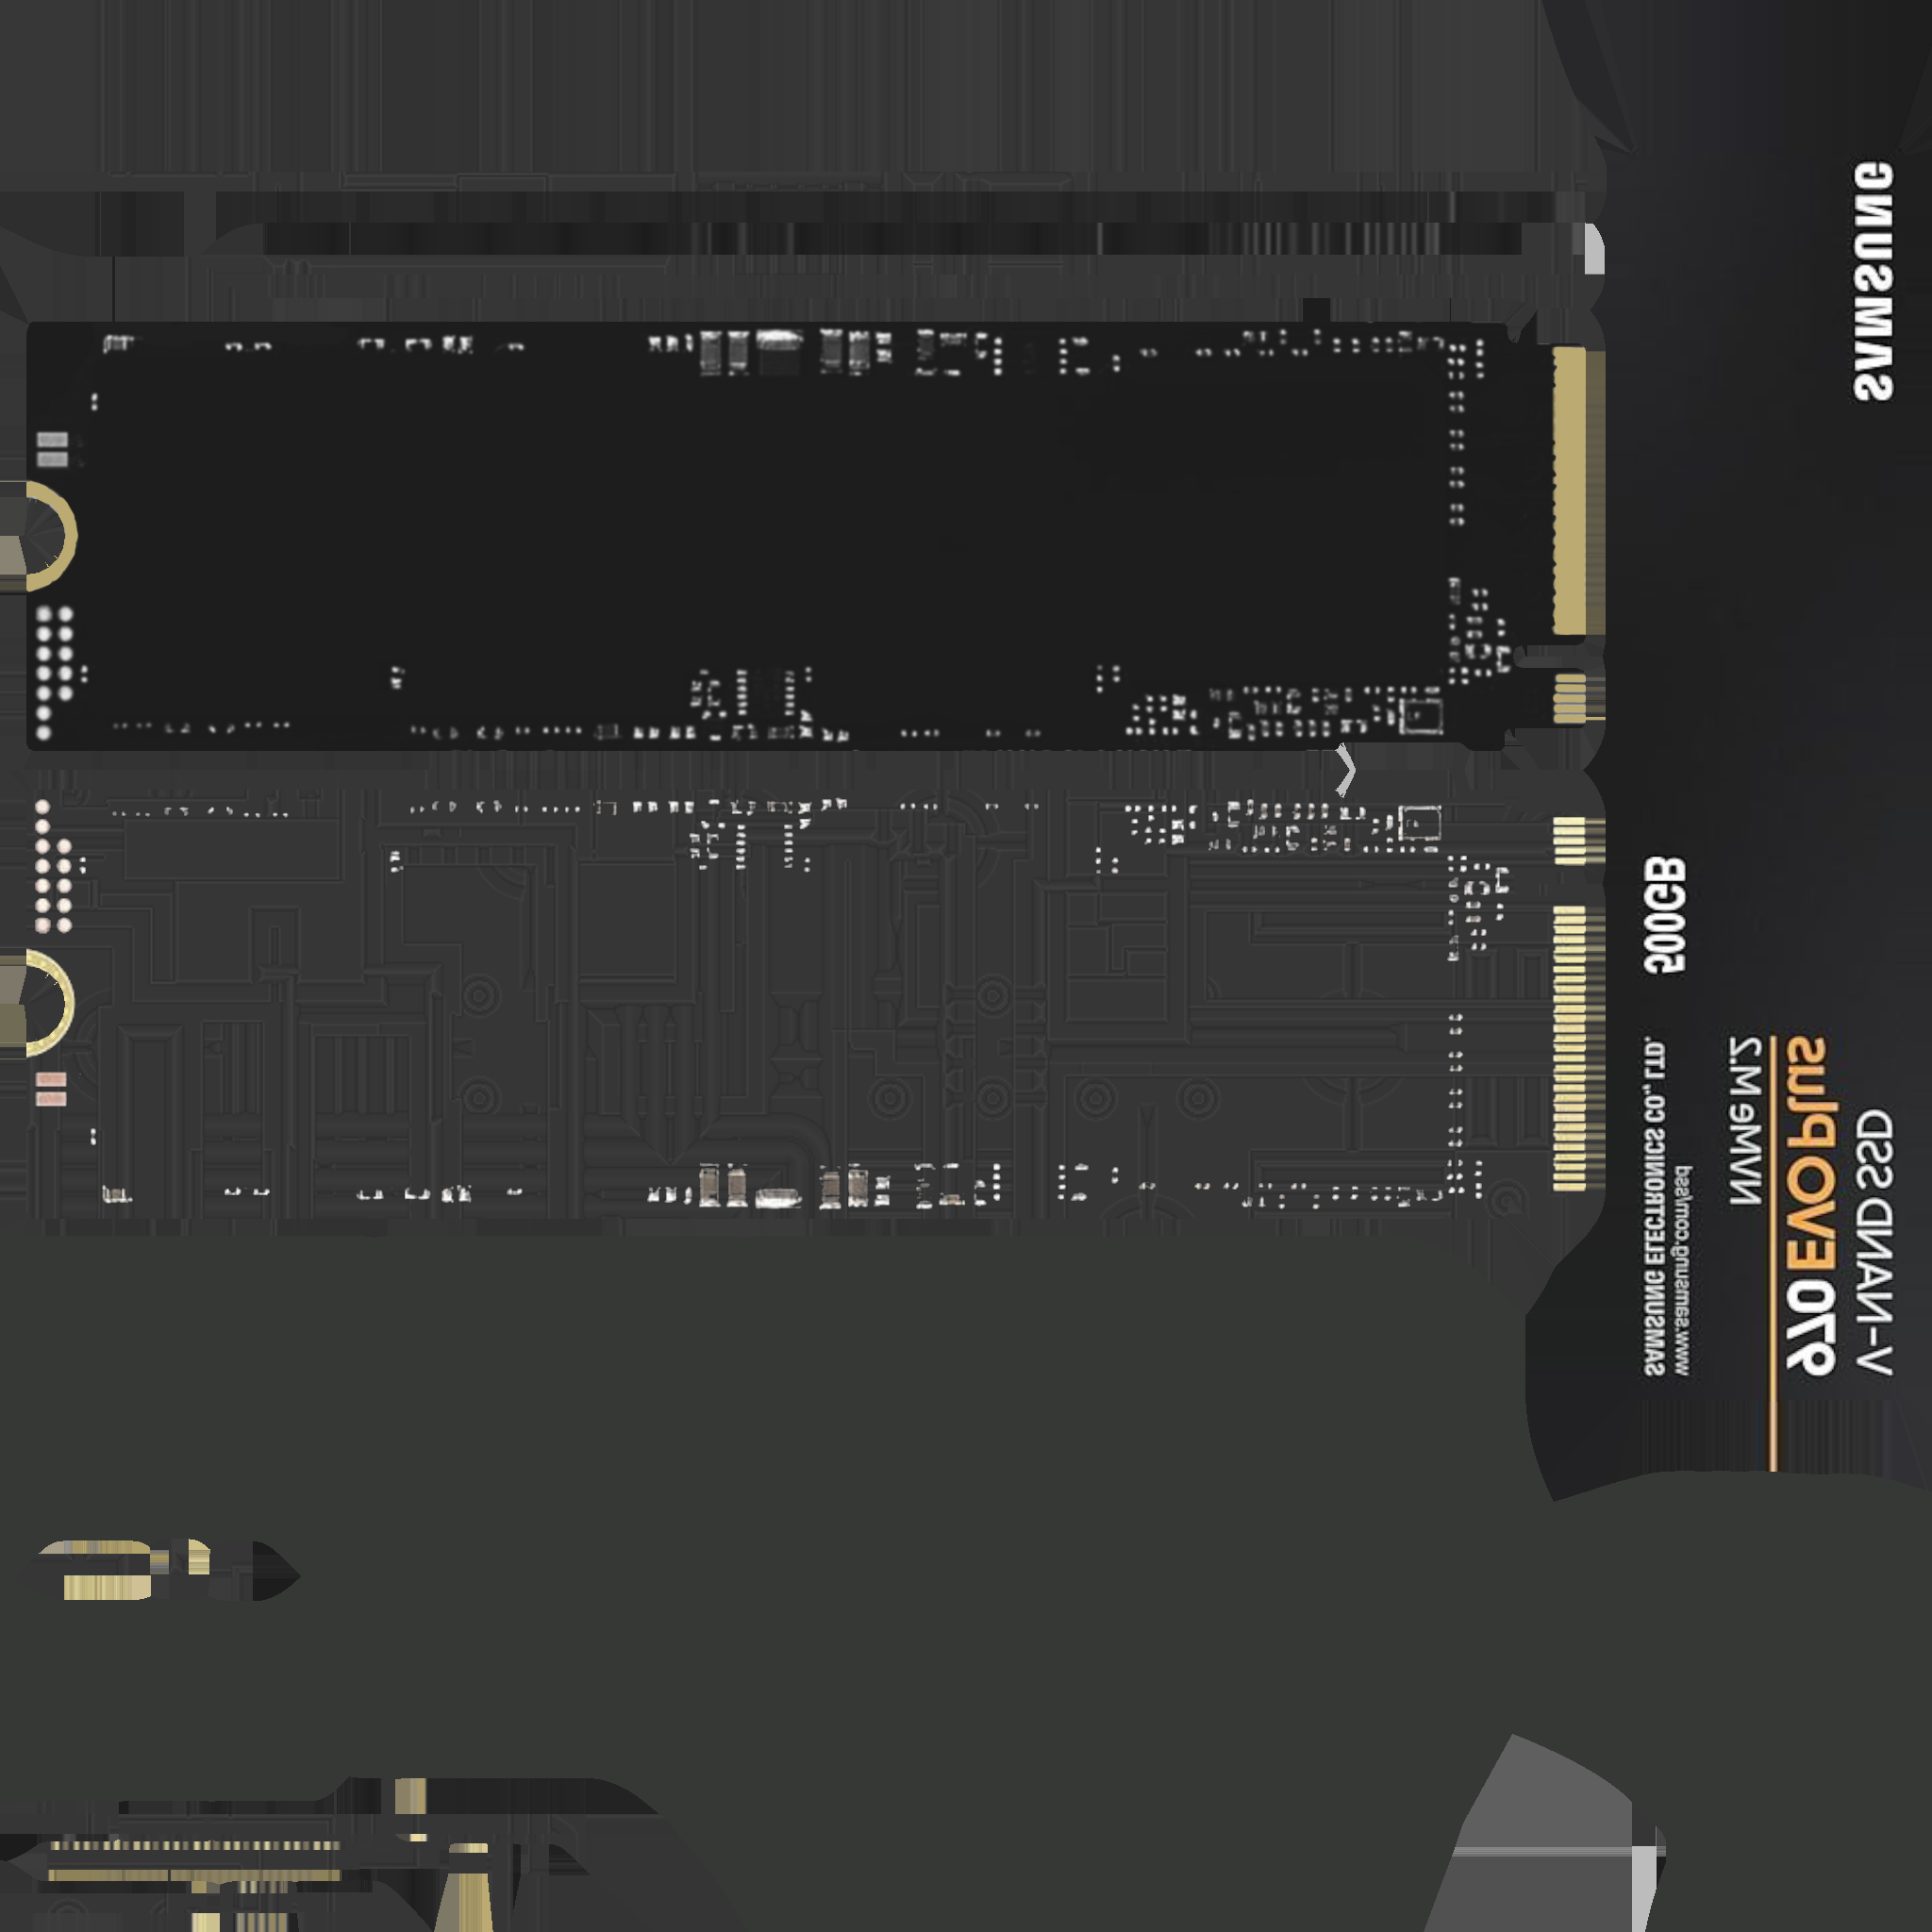 SAMSUNG
V-NAND SSD
970 EVO Plus
NVMe M.2
500GB
www.samsung.com/ssd
SAMSUNG ELECTRONICS CO., LTD.